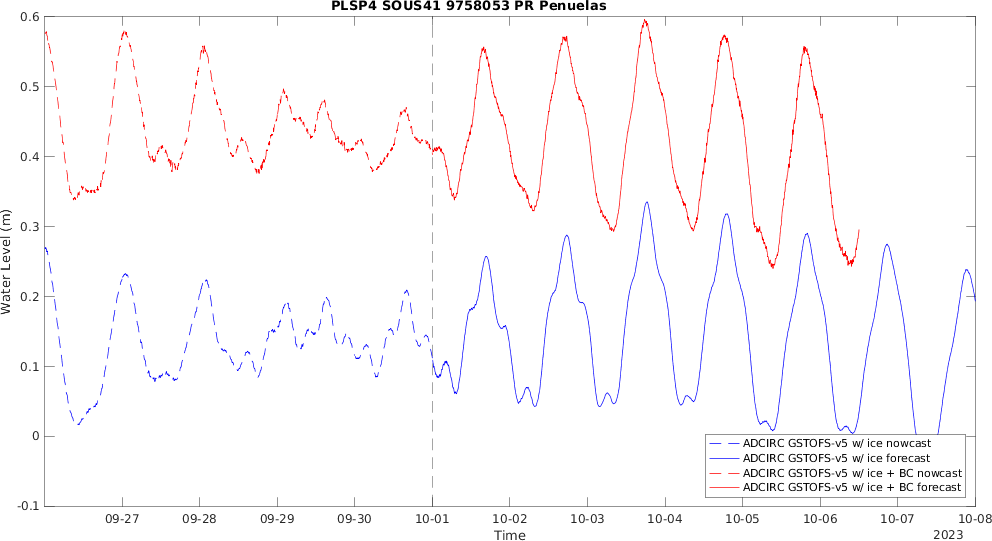 PLSP4 SOUS41 9758053 PR Penuelas
0.6
0.5
0.4
0.3
0.2
0.1
0
-0.1
Water Level (m)
ADCIRC GSTOFS-v5 w/ ice nowcast
ADCIRC GSTOFS-v5 w/ ice forecast
ADCIRC GSTOFS-v5 w/ ice + BC nowcast
ADCIRC GSTOFS-v5 w/ ice + BC forecast
09-27 09-28 09-29 09-30 10-01 10-02 10-03 10-04 10-05 10-06 10-07 10-08
Time
2023